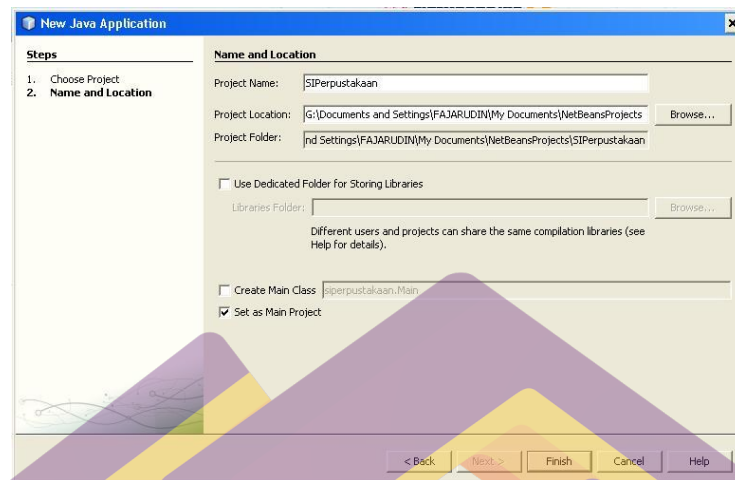 New Java Application
Steps
1. Choose Project
2. Name and Location
Name and Location
Project Name: SIPerpustakaan
Project Location: G:\Documents and Settings\FAJARUDIN\My Documents\NetBeansProjects Browse...
Project Folder: nd Settings\FAJARUDIN\My Documents\NetBeansProjects\SIPerpustakaan
Use Dedicated Folder for Storing Libraries
Libraries Folder: Browse...
Different users and projects can share the same compilation libraries (see
Help for details).
Create Main Class siperpustakaan.Main
Set as Main Project
< Back Next > Finish Cancel Help